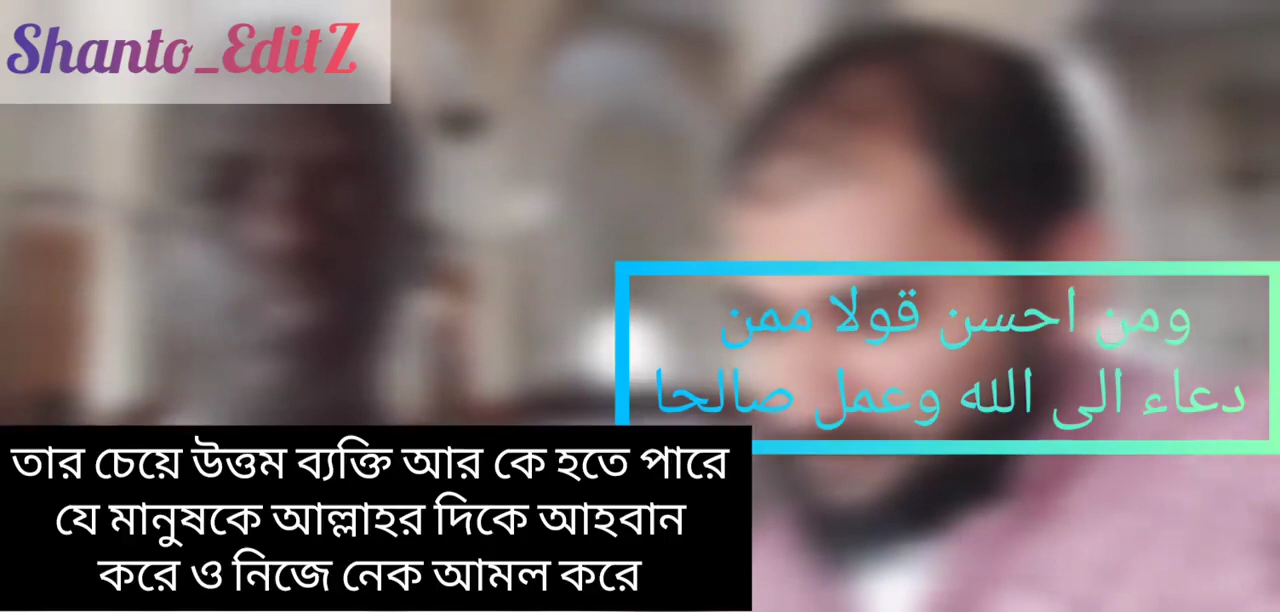 Shanto_EditZ
ومن احسن قولا ممن
دعاء الى الله وعمل صالحا
তার চেয়ে উত্তম ব্যক্তি আর কে হতে পারে
যে মানুষকে আল্লাহর দিকে আহবান
করে ও নিজে নেক আমল করে